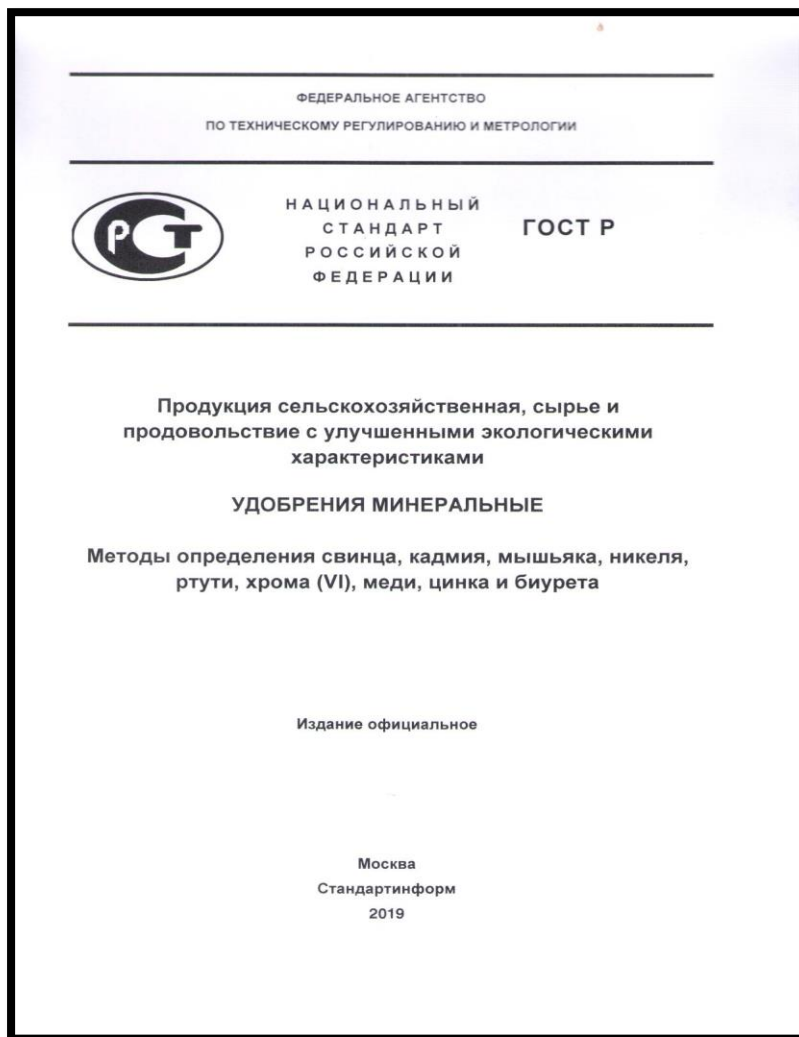 ФЕДЕРАЛЬНОЕ АГЕНТСТВО
ПО ТЕХНИЧЕСКОМУ РЕГУЛИРОВАНИЮ И МЕТРОЛОГИИ
РСТ
НАЦИОНАЛЬНЫЙ
СТАНДАРТ
РОССИЙСКОЙ
ФЕДЕРАЦИИ
ГОСТ Р
Продукция сельскохозяйственная, сырье и
продовольствие с улучшенными экологическими
характеристиками
УДОБРЕНИЯ МИНЕРАЛЬНЫЕ
Методы определения свинца, кадмия, мышьяка, никеля,
ртути, хрома (VI), меди, цинка и биурета
Издание официальное
Москва
Стандартинформ
2019